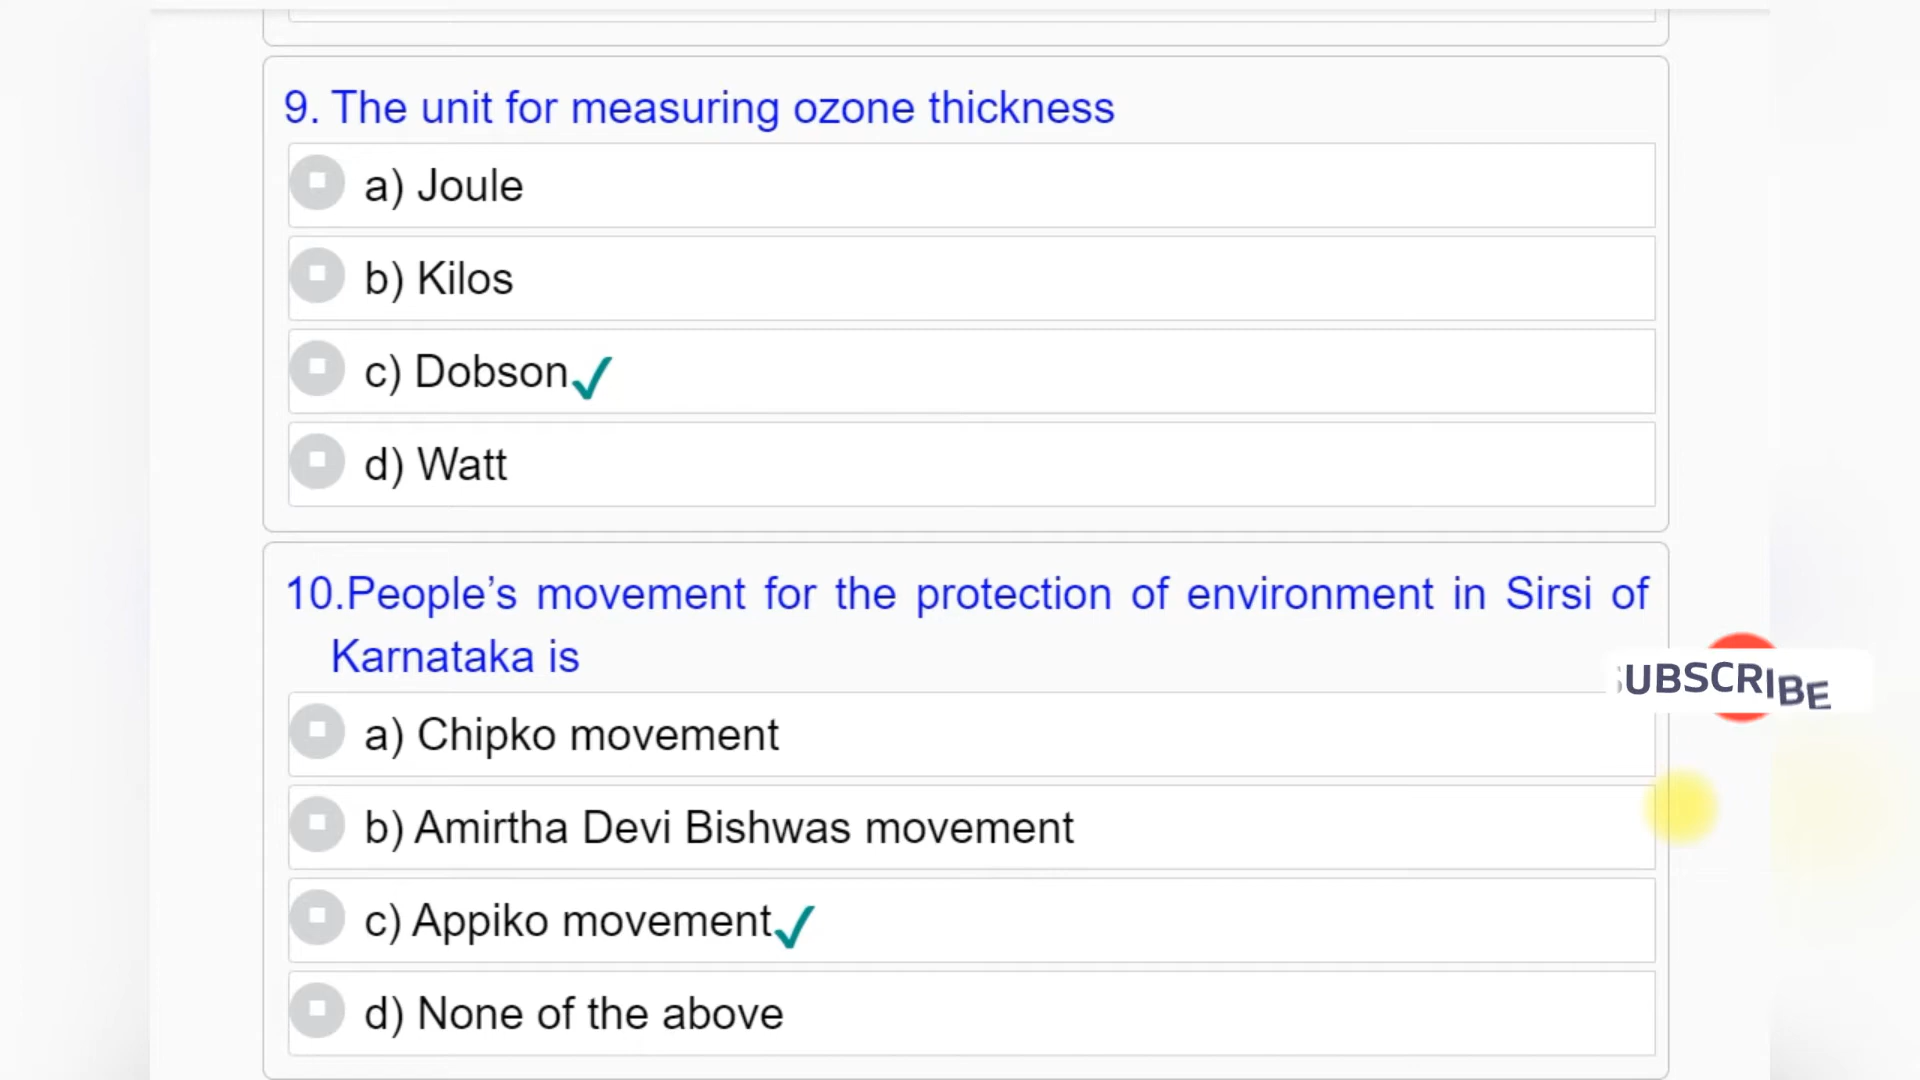 9. The unit for measuring ozone thickness
a) Joule
b) Kilos
c) Dobson
d) Watt
10.People’s movement for the protection of environment in Sirsi of
Karnataka is
SUBSCRIBE
a) Chipko movement
b) Amirtha Devi Bishwas movement
c) Appiko movement
d) None of the above